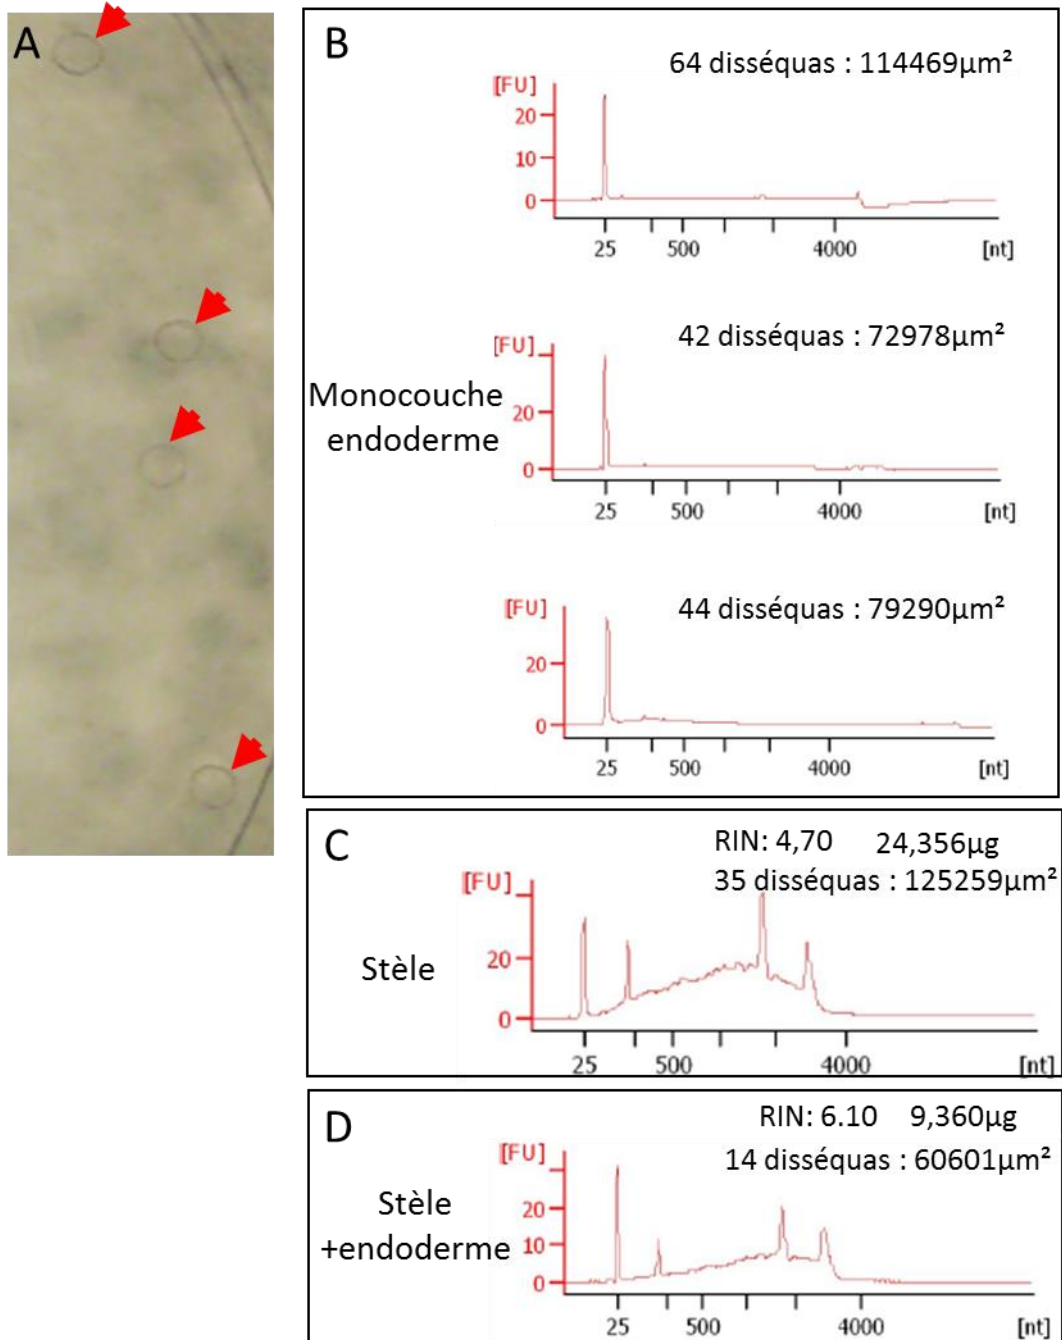 A
B
64 disséquas : 114469µm²
[FU]
20
10
0
25 500 4000 [nt]
42 disséquas : 72978µm²
[FU]
20
0
25 500 4000 [nt]
Monocouche
endoderme
44 disséquas : 79290µm²
[FU]
20
0
25 500 4000 [nt]
C
RIN: 4,70 24,356µg
35 disséquas : 125259µm²
[FU]
20
0
25 500 4000 [nt]
Stèle
D
RIN: 6.10 9,360µg
14 disséquas : 60601µm²
[FU]
20
10
0
25 500 4000 [nt]
Stèle
+endoderme